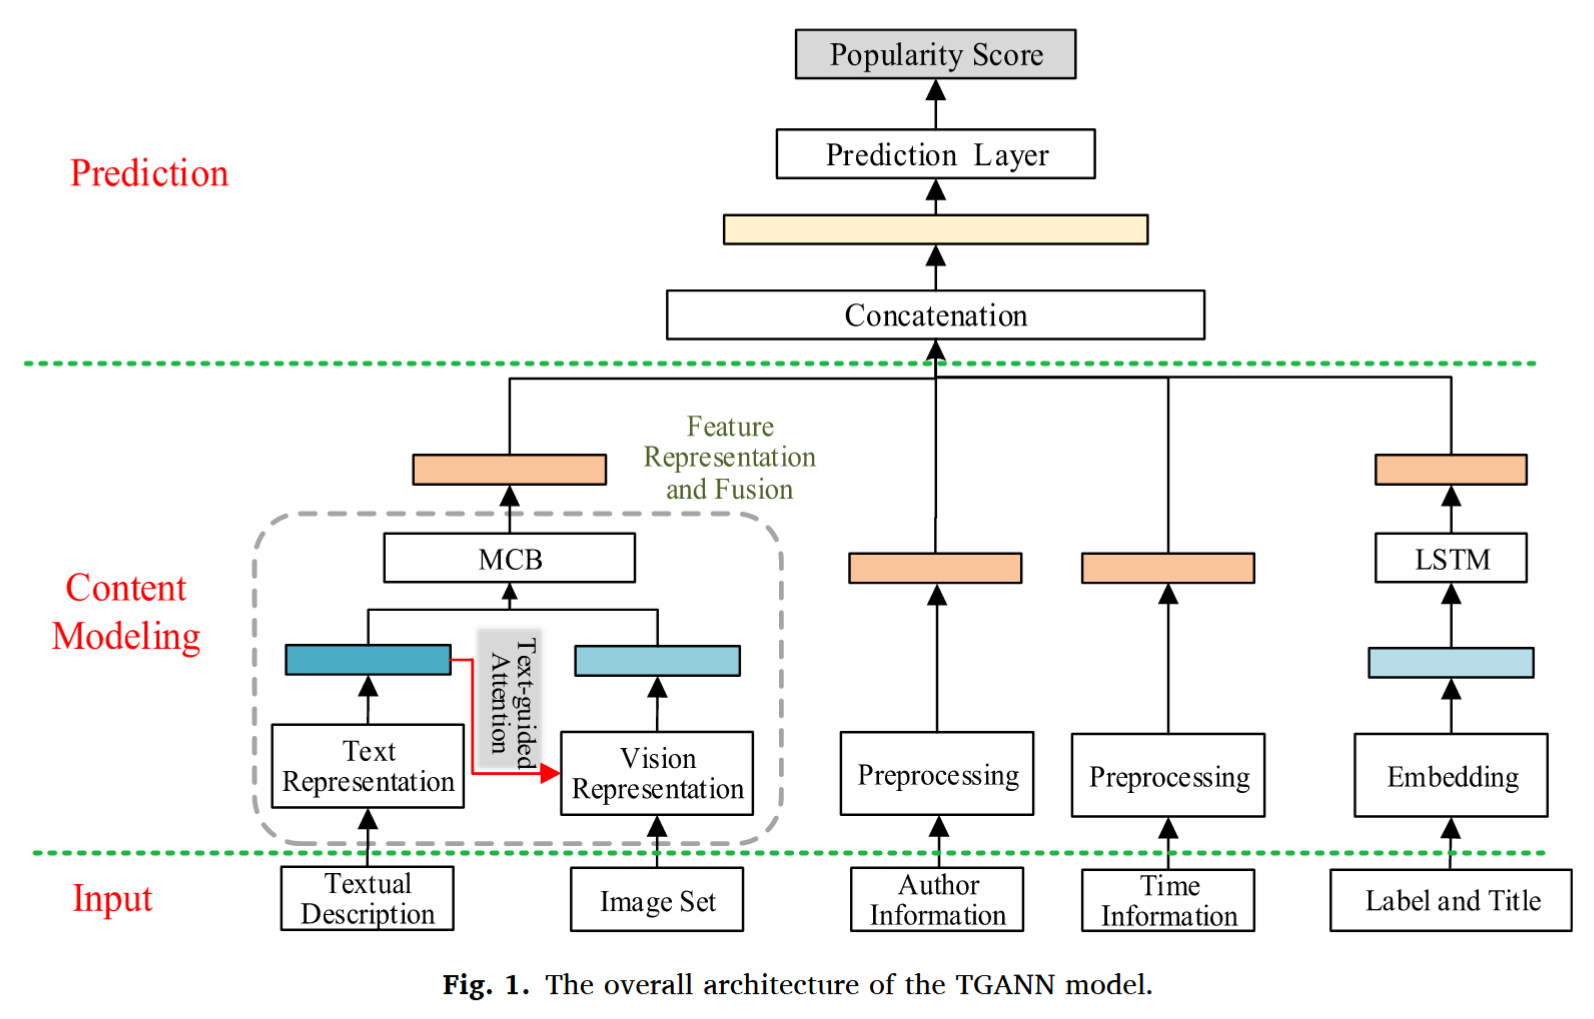 Popularity Score
Prediction Layer
Prediction
Concatenation
Feature
Representation
and Fusion
MCB
LSTM
Content
Modeling
Text-guided
Attention
Text
Representation
Vision
Representation
Preprocessing
Preprocessing
Embedding
Input
Textual
Description
Image Set
Author
Information
Time
Information
Label and Title
Fig. 1. The overall architecture of the TGANN model.